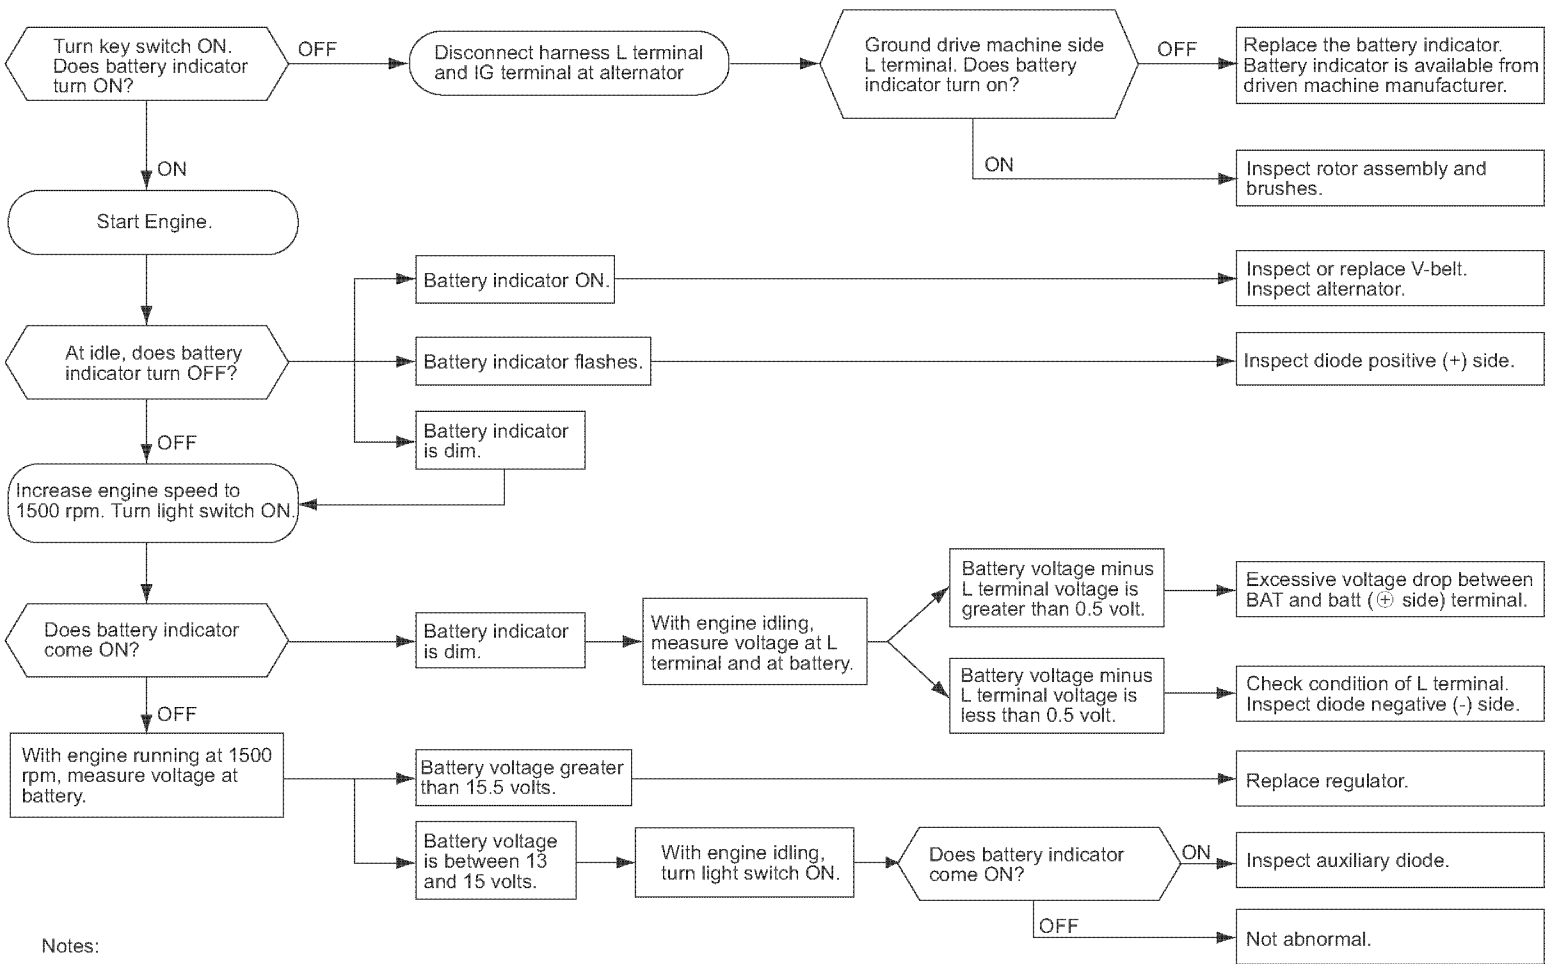 Turn key switch ON.
Does battery indicator
turn ON?
OFF
Disconnect harness L terminal
and IG terminal at alternator
Ground drive machine side
L terminal. Does battery
indicator turn on?
OFF
Replace the battery indicator.
Battery indicator is available from
driven machine manufacturer.
ON
ON
Inspect rotor assembly and
brushes.
Start Engine.
Battery indicator ON.
Inspect or replace V-belt.
Inspect alternator.
At idle, does battery
indicator turn OFF?
Battery indicator flashes.
Inspect diode positive (+) side.
OFF
Battery indicator
is dim.
Increase engine speed to
1500 rpm. Turn light switch ON.
Does battery indicator
come ON?
Battery indicator
is dim.
With engine idling,
measure voltage at L
terminal and at battery.
Battery voltage minus
L terminal voltage is
greater than 0.5 volt.
Excessive voltage drop between
BAT and batt (⊕ side) terminal.
Battery voltage minus
L terminal voltage is
less than 0.5 volt.
Check condition of L terminal.
Inspect diode negative (-) side.
OFF
With engine running at 1500
rpm, measure voltage at
battery.
Battery voltage greater
than 15.5 volts.
Replace regulator.
Battery voltage
is between 13
and 15 volts.
With engine idling,
turn light switch ON.
Does battery indicator
come ON?
ON
Inspect auxiliary diode.
OFF
Not abnormal.
Notes: